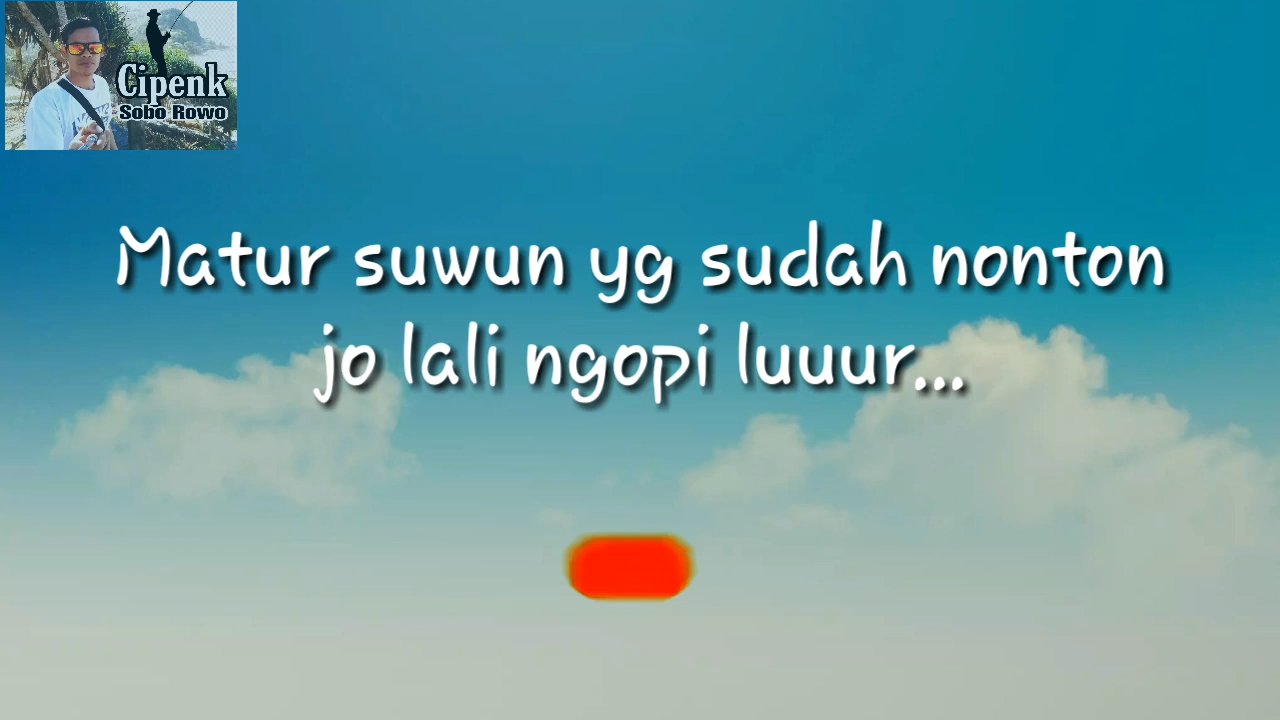 Cipenk
Sobo Rowo
Matur suwun yg sudah nonton
jo lali ngopi luuur...